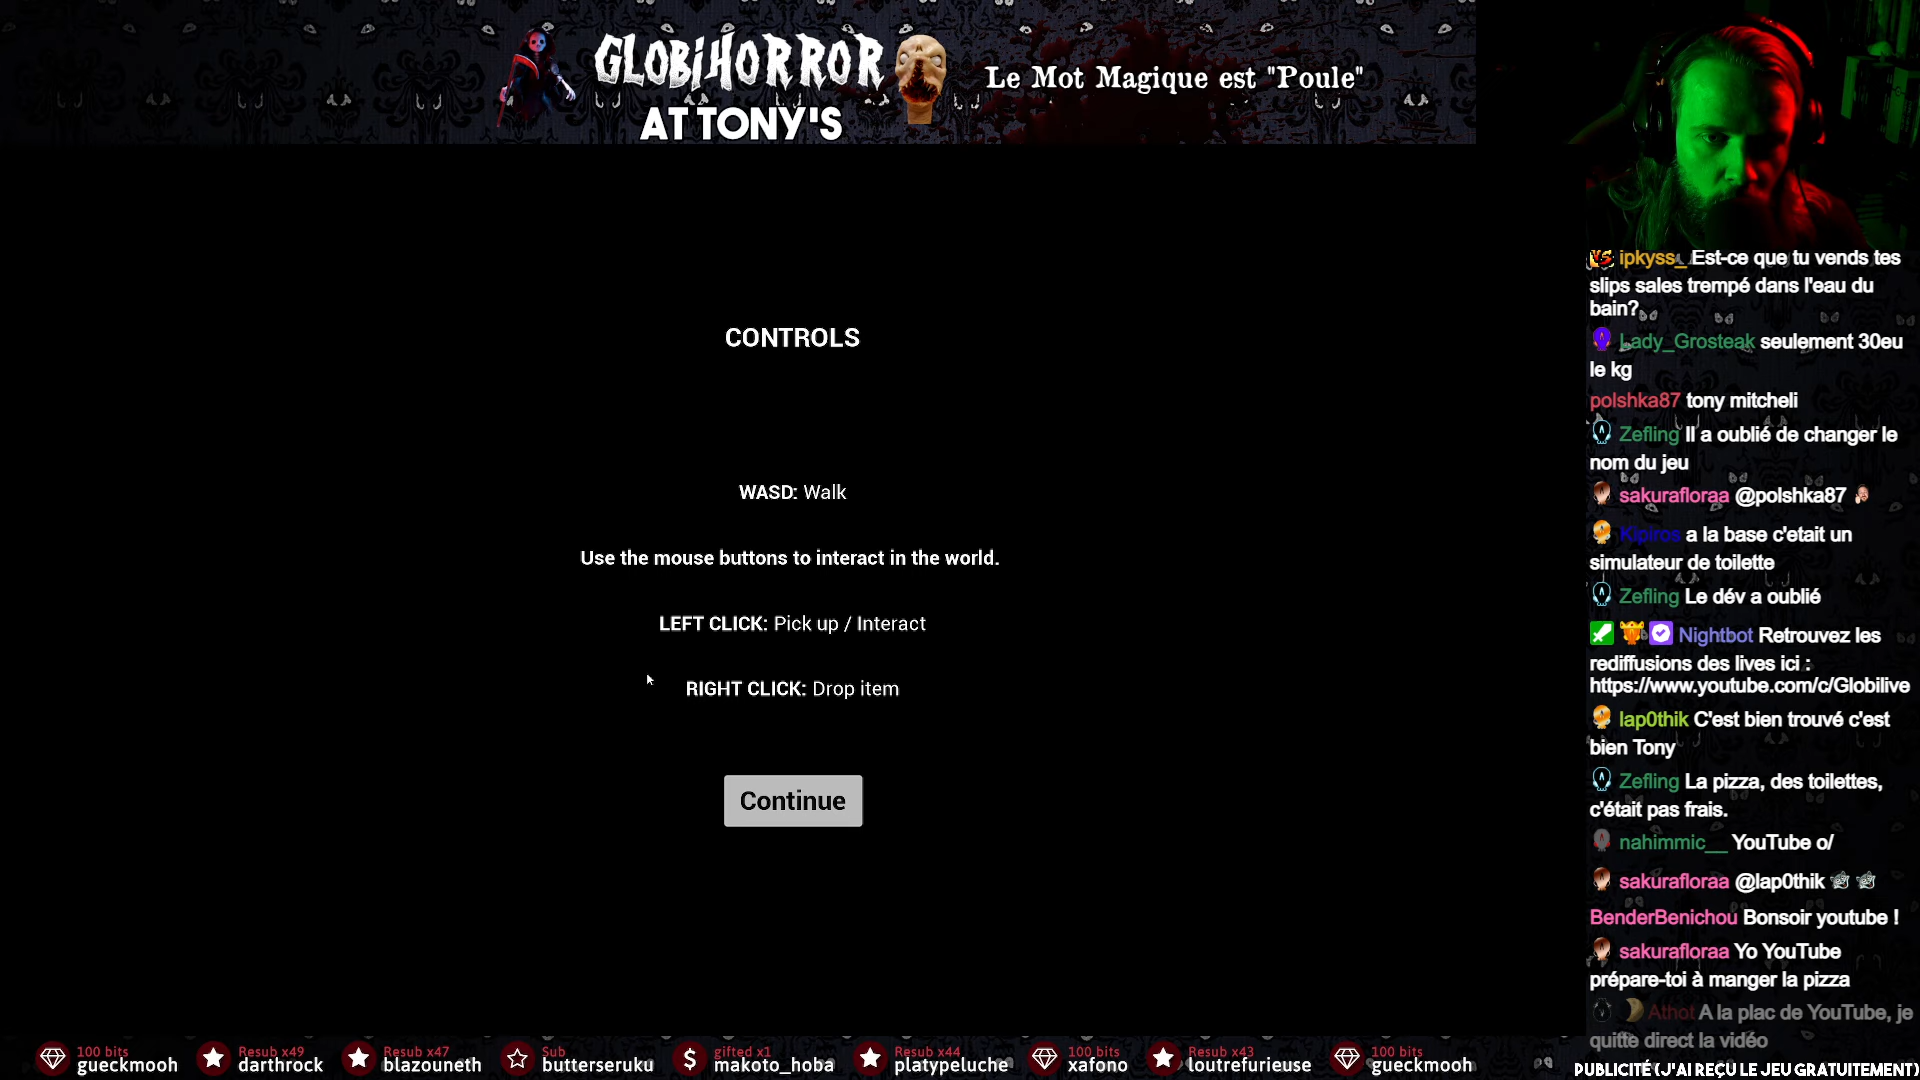 GLOBIHORROR
AT TONY'S
Le Mot Magique est "Poule"
CONTROLS
WASD: Walk
Use the mouse buttons to interact in the world.
LEFT CLICK: Pick up / Interact
RIGHT CLICK: Drop item
Continue
ipkyss_ Est-ce que tu vends tes
slips sales trempé dans l'eau du
bain?
Lady_Grosteak seulement 30eu
le kg
polshka87 tony mitcheli
Zefling Il a oublié de changer le
nom du jeu
sakurafloraa @polshka87
Kipiros a la base c'etait un
simulateur de toilette
Zefling Le dév a oublié
Nightbot Retrouvez les
rediffusions des lives ici :
https://www.youtube.com/c/Globilive
lap0thik C'est bien trouvé c'est
bien Tony
Zefling La pizza, des toilettes,
c'était pas frais.
nahimmic__ YouTube o/
sakurafloraa @lap0thik
BenderBenichou Bonsoir youtube !
sakurafloraa Yo YouTube
prépare-toi à manger la pizza
Athot A la plac de YouTube, je
quitte direct la vidéo
100 bits
gueckmooh
Resub x49
darthrock
Resub x47
blazouneth
Sub
butterseruku
gifted x1
makoto_hoba
Resub x44
platypeluche
100 bits
xafono
Resub x43
loutrefurieuse
100 bits
gueckmooh
PUBLICITÉ (J'AI REÇU LE JEU GRATUITEMENT)